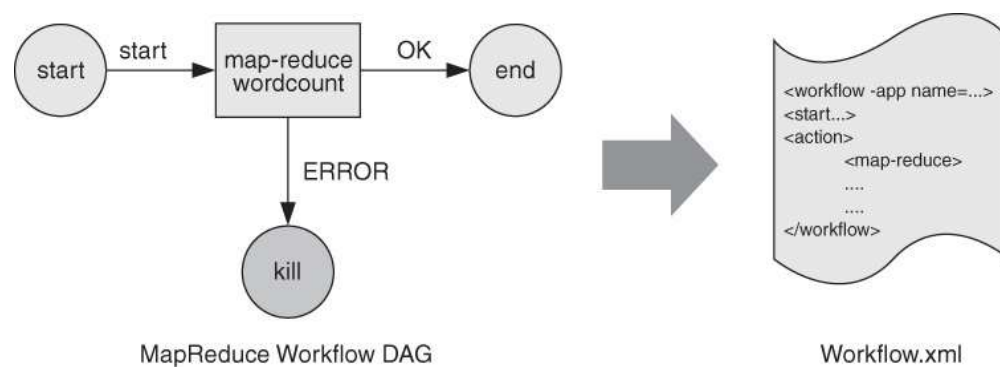 start
start
map-reduce
wordcount
OK
end
ERROR
kill
MapReduce Workflow DAG
<workflow -app name=...>
<start...>
<action>
<map-reduce>
....
....
</workflow>
Workflow.xml